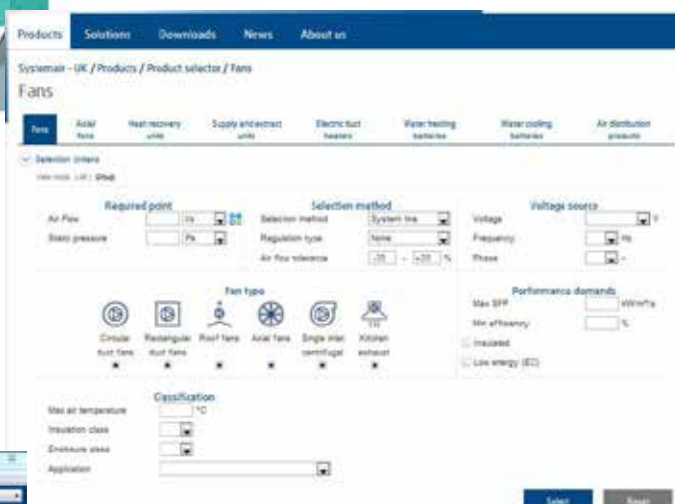 Products Solutions Downloads News About us
Systemair - UK / Products / Product selector / Fans
Fans
Fans Axial fans Heat recovery units Supply and extract units Electric duct heaters Water heating batteries Water cooling batteries Air distribution products
Selection criteria
View mode: List | Group
Required point Selection method Voltage source
Air Flow l/s Selection method System line Voltage V
Static pressure Pa Regulation type None Frequency Hz
Air flow tolerance Phase
Fan type Performance demands
Max SFP
Min efficiency %
Circular duct fans Rectangular duct fans Roof fans Axial fans Single inlet centrifugal Kitchen exhaust
Insulated
Low energy (EC)
Classification
Max air temperature °C
Insulation class
Enclosure class
Application
Select Reset